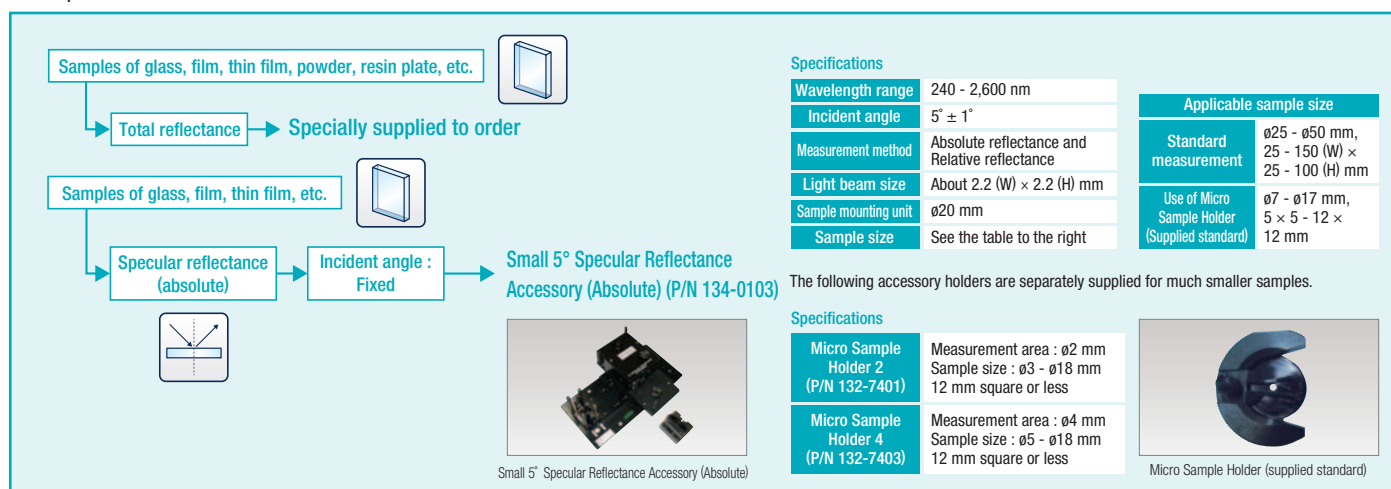 Samples of glass, film, thin film, powder, resin plate, etc.
Total reflectance
Specially supplied to order
Samples of glass, film, thin film, etc.
Specular reflectance
(absolute)
Incident angle :
Fixed
Small 5° Specular Reflectance
Accessory (Absolute) (P/N 134-0103)
Small 5° Specular Reflectance Accessory (Absolute)
Specifications
Wavelength range 240 - 2,600 nm
Incident angle 5° ± 1°
Measurement method Absolute reflectance and
Relative reflectance
Light beam size About 2.2 (W) × 2.2 (H) mm
Sample mounting unit ø20 mm
Sample size See the table to the right
Applicable sample size
Standard
measurement
ø25 - ø50 mm,
25 - 150 (W) ×
25 - 100 (H) mm
Use of Micro
Sample Holder
(Supplied standard)
ø7 - ø17 mm,
5 × 5 - 12 ×
12 mm
The following accessory holders are separately supplied for much smaller samples.
Specifications
Micro Sample
Holder 2
(P/N 132-7401)
Measurement area : ø2 mm
Sample size : ø3 - ø18 mm
12 mm square or less
Micro Sample
Holder 4
(P/N 132-7403)
Measurement area : ø4 mm
Sample size : ø5 - ø18 mm
12 mm square or less
Micro Sample Holder (supplied standard)